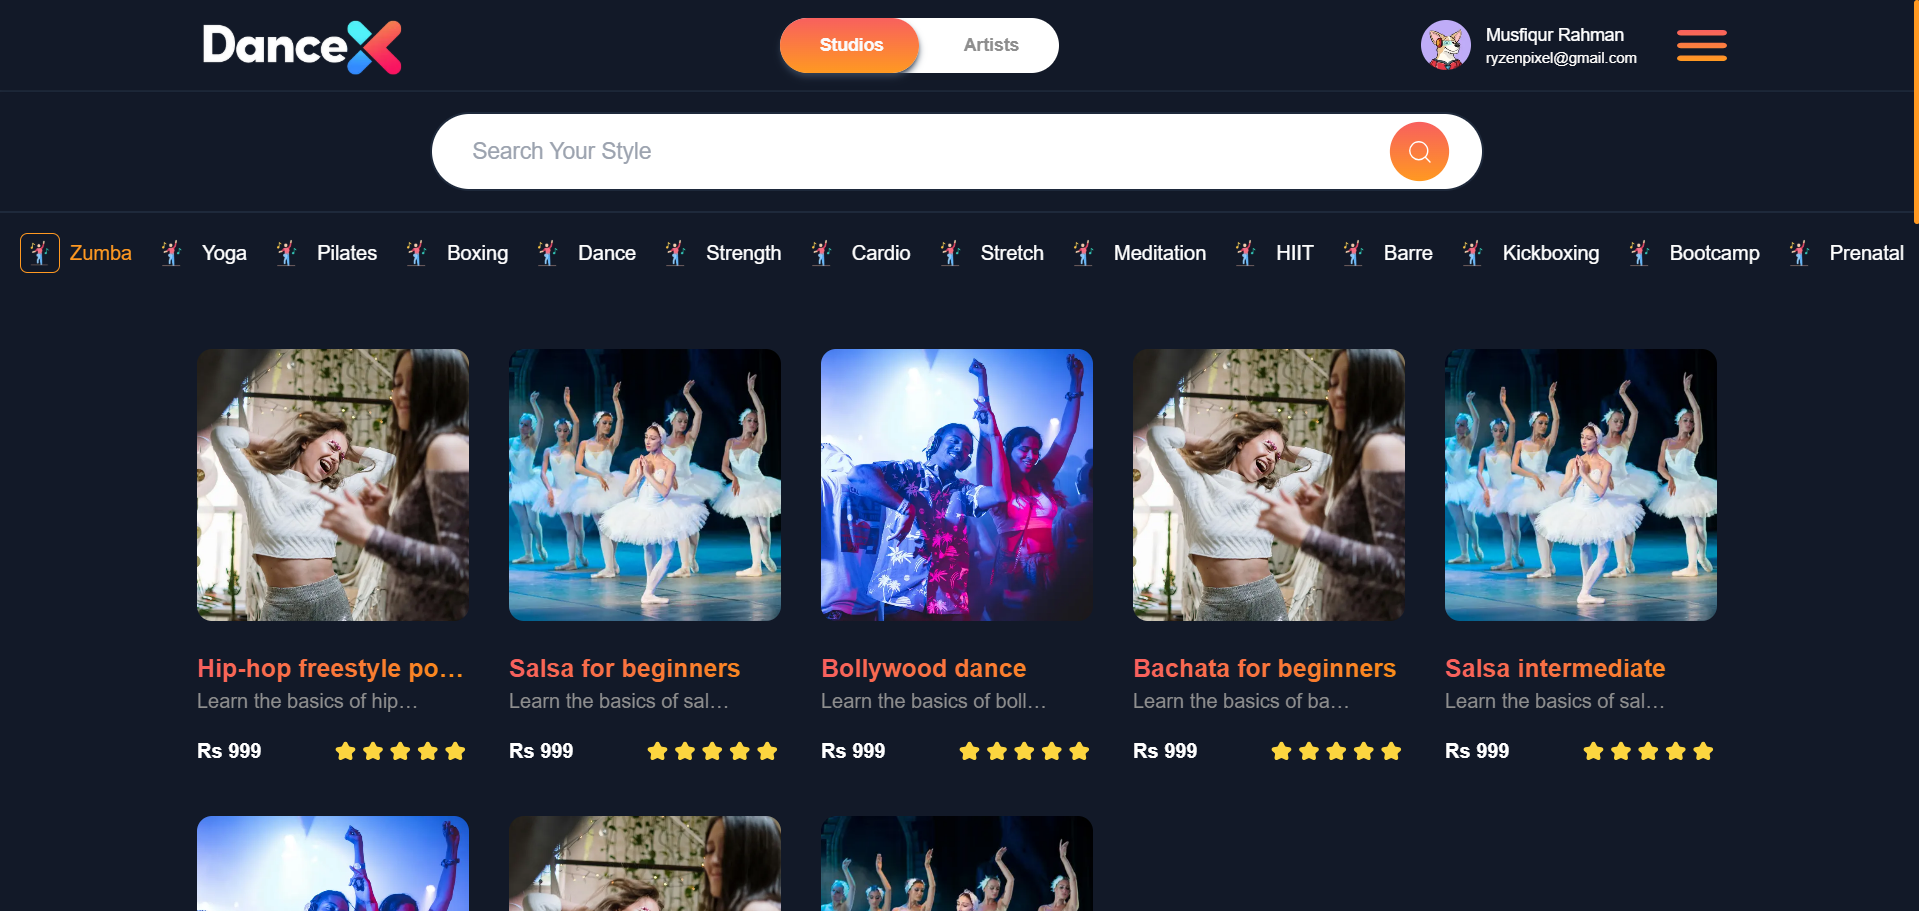 DanceX
Studios
Artists
Musfiqur Rahman
ryzenpixel@gmail.com
Search Your Style
Zumba
Yoga
Pilates
Boxing
Dance
Strength
Cardio
Stretch
Meditation
HIIT
Barre
Kickboxing
Bootcamp
Prenatal
Hip-hop freestyle po...
Learn the basics of hip...
Rs 999
Salsa for beginners
Learn the basics of sal...
Rs 999
Bollywood dance
Learn the basics of boll...
Rs 999
Bachata for beginners
Learn the basics of ba...
Rs 999
Salsa intermediate
Learn the basics of sal...
Rs 999